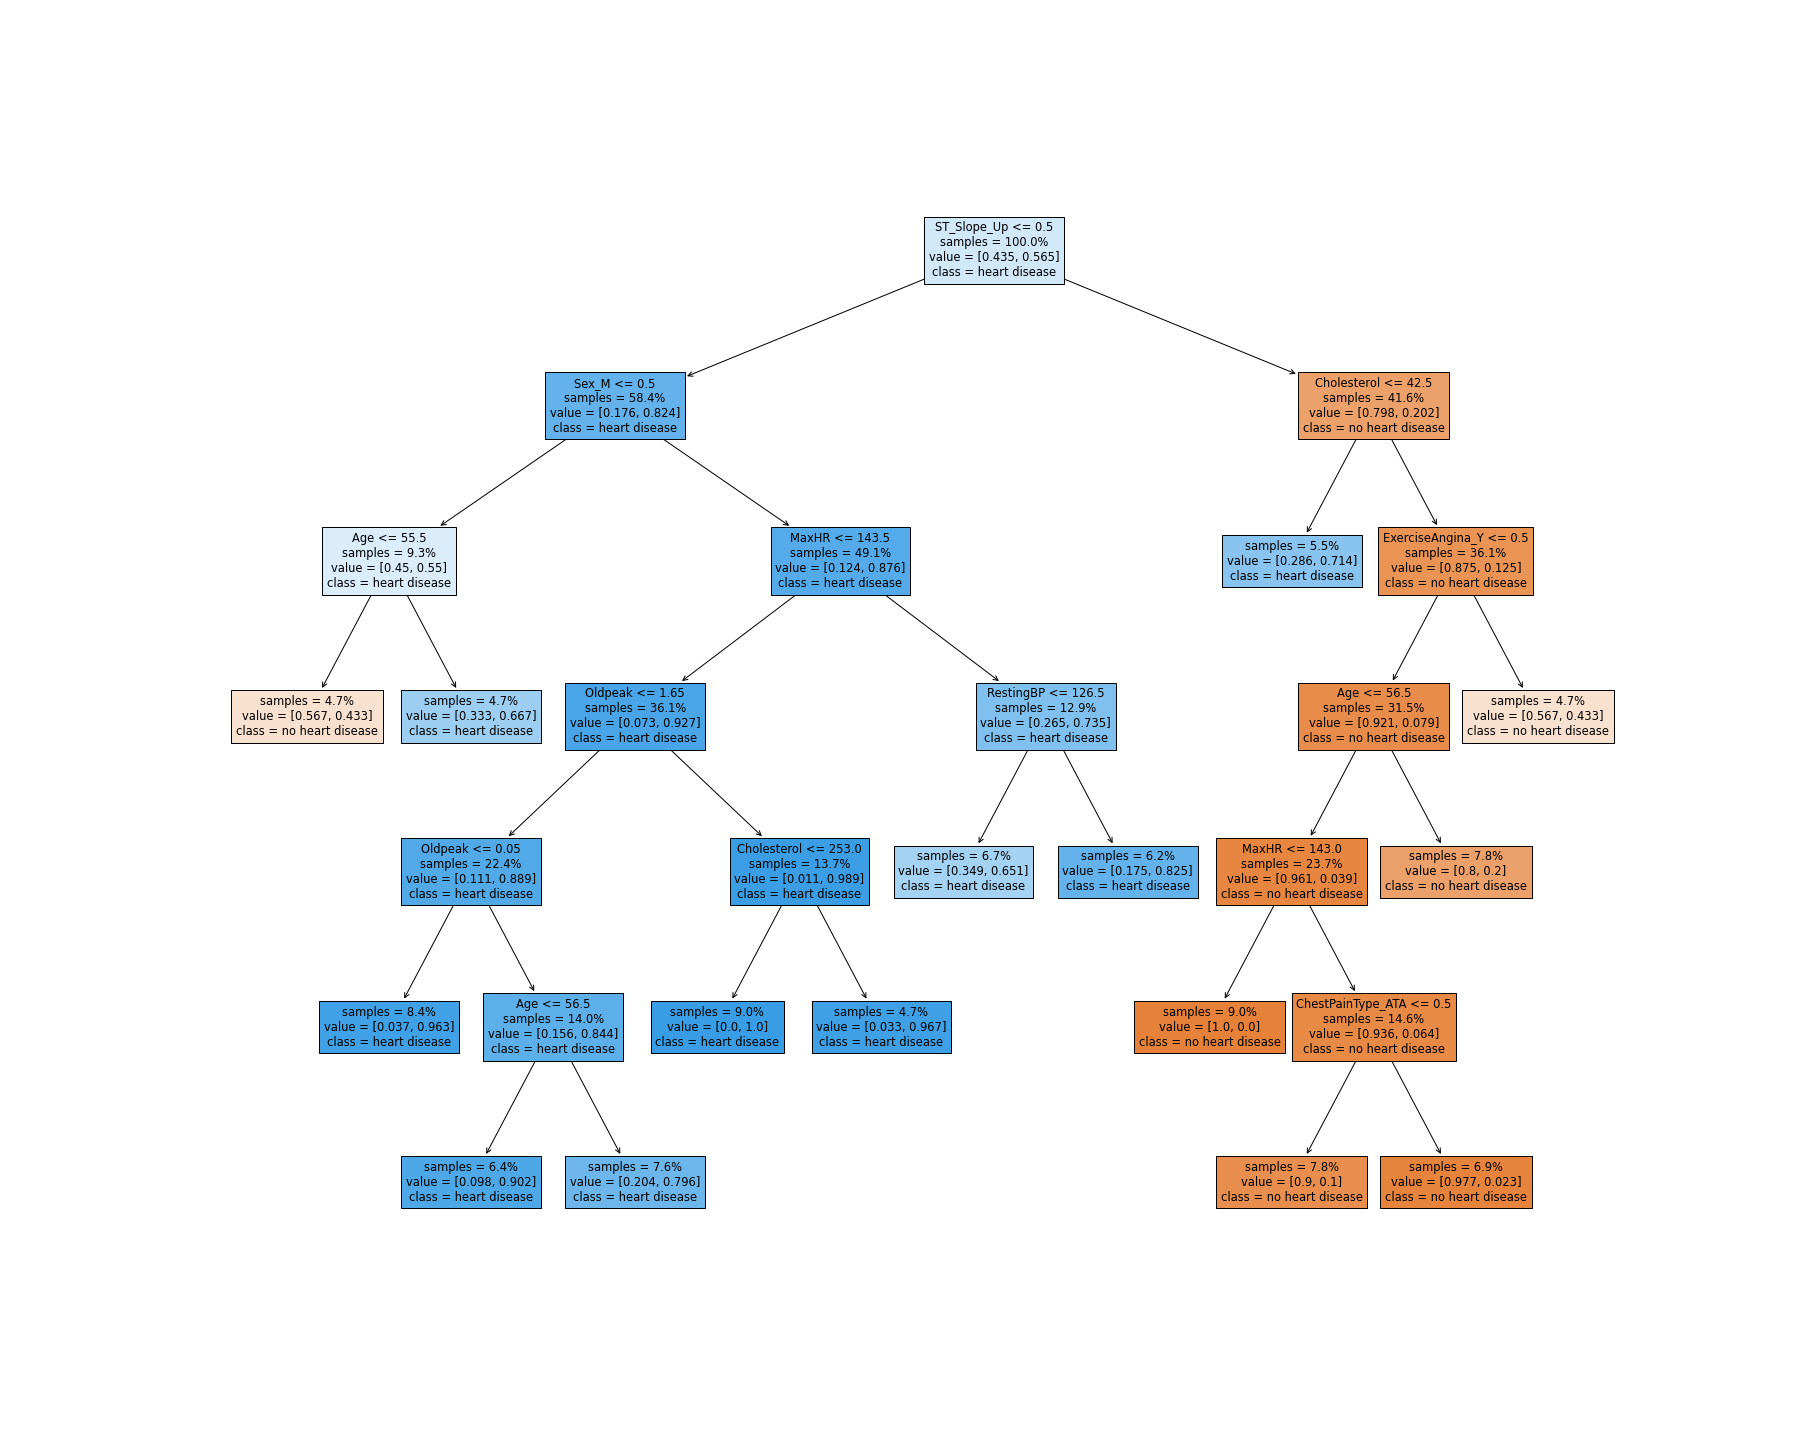 ST_Slope_Up <= 0.5
samples = 100.0%
value = [0.435, 0.565]
class = heart disease
Sex_M <= 0.5
samples = 58.4%
value = [0.176, 0.824]
class = heart disease
Cholesterol <= 42.5
samples = 41.6%
value = [0.798, 0.202]
class = no heart disease
Age <= 55.5
samples = 9.3%
value = [0.45, 0.55]
class = heart disease
MaxHR <= 143.5
samples = 49.1%
value = [0.124, 0.876]
class = heart disease
samples = 5.5%
value = [0.286, 0.714]
class = heart disease
ExerciseAngina_Y <= 0.5
samples = 36.1%
value = [0.875, 0.125]
class = no heart disease
samples = 4.7%
value = [0.567, 0.433]
class = no heart disease
samples = 4.7%
value = [0.333, 0.667]
class = heart disease
Oldpeak <= 1.65
samples = 36.1%
value = [0.073, 0.927]
class = heart disease
RestingBP <= 126.5
samples = 12.9%
value = [0.265, 0.735]
class = heart disease
Age <= 56.5
samples = 31.5%
value = [0.921, 0.079]
class = no heart disease
samples = 4.7%
value = [0.567, 0.433]
class = no heart disease
Oldpeak <= 0.05
samples = 22.4%
value = [0.111, 0.889]
class = heart disease
Cholesterol <= 253.0
samples = 13.7%
value = [0.011, 0.989]
class = heart disease
samples = 6.7%
value = [0.349, 0.651]
class = heart disease
samples = 6.2%
value = [0.175, 0.825]
class = heart disease
MaxHR <= 143.0
samples = 23.7%
value = [0.961, 0.039]
class = no heart disease
samples = 7.8%
value = [0.8, 0.2]
class = no heart disease
samples = 8.4%
value = [0.037, 0.963]
class = heart disease
Age <= 56.5
samples = 14.0%
value = [0.156, 0.844]
class = heart disease
samples = 9.0%
value = [0.0, 1.0]
class = heart disease
samples = 4.7%
value = [0.033, 0.967]
class = heart disease
samples = 9.0%
value = [1.0, 0.0]
class = no heart disease
ChestPainType_ATA <= 0.5
samples = 14.6%
value = [0.936, 0.064]
class = no heart disease
samples = 6.4%
value = [0.098, 0.902]
class = heart disease
samples = 7.6%
value = [0.204, 0.796]
class = heart disease
samples = 7.8%
value = [0.9, 0.1]
class = no heart disease
samples = 6.9%
value = [0.977, 0.023]
class = no heart disease